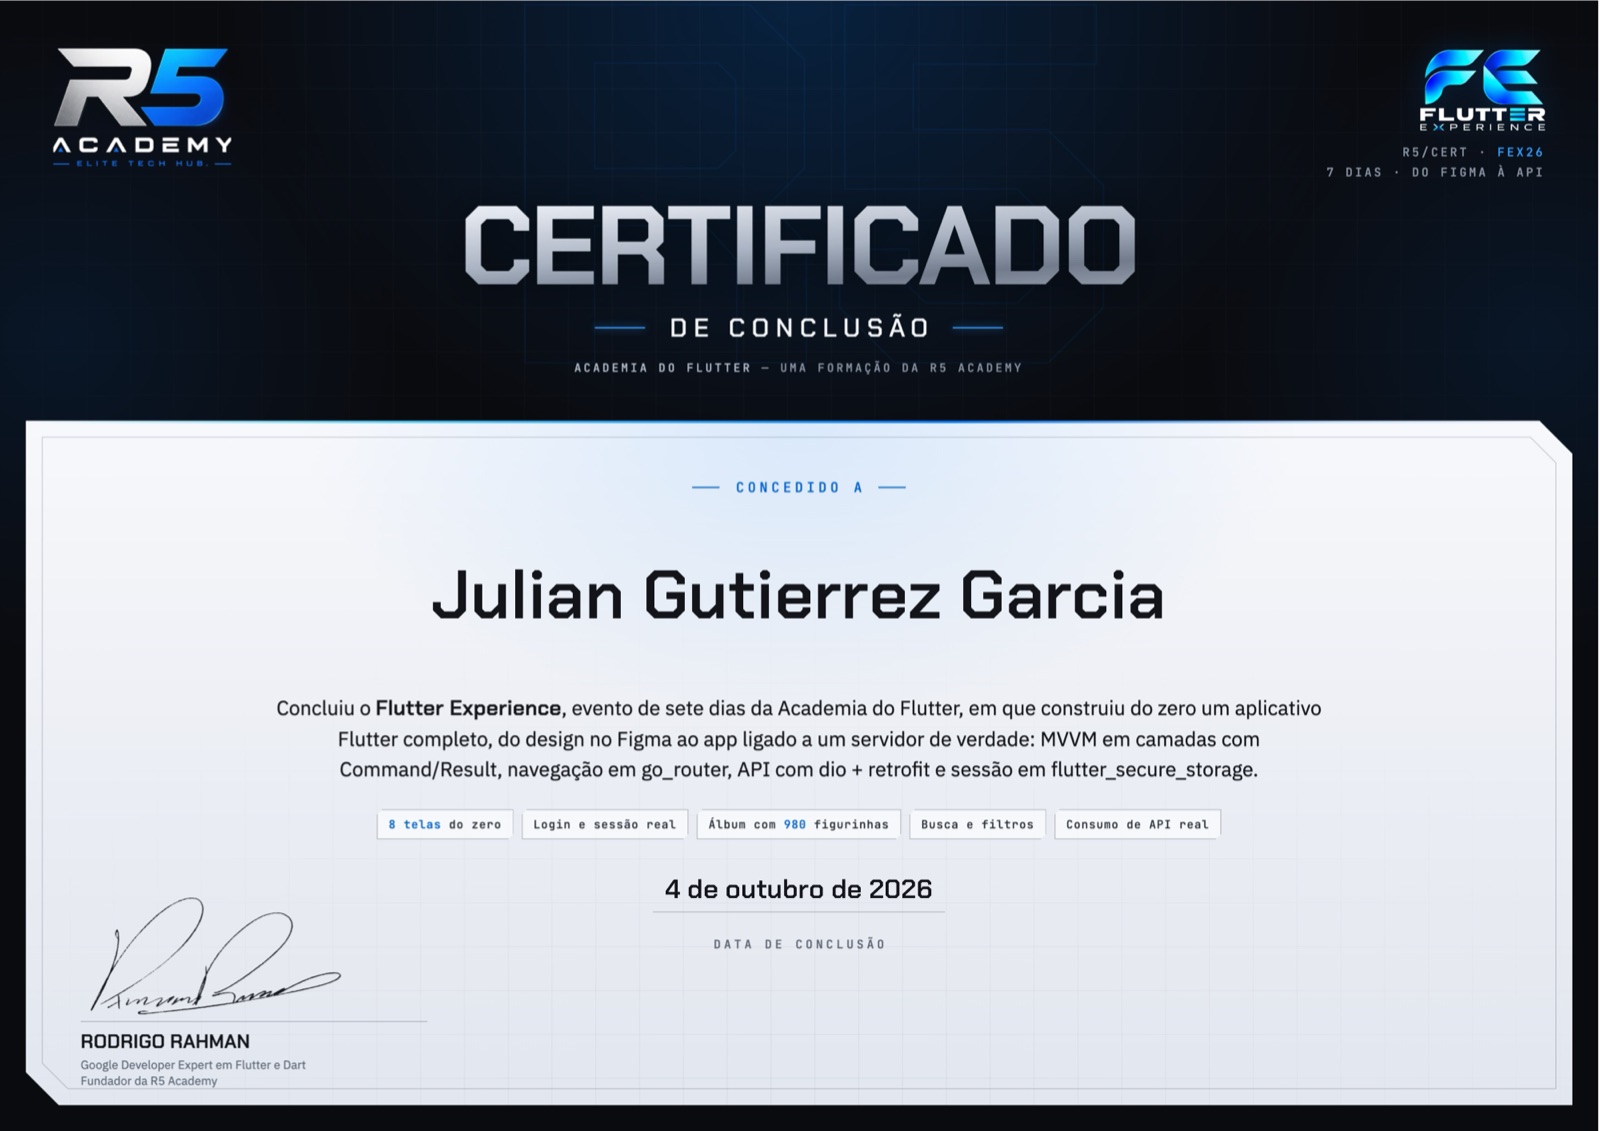 R5
ACADEMY
ELITE TECH HUB.
FE
FLUTTER
EXPERIENCE
R5/CERT · FEX26
7 DIAS · DO FIGMA À API
CERTIFICADO
DE CONCLUSÃO
ACADEMIA DO FLUTTER — UMA FORMAÇÃO DA R5 ACADEMY
CONCEDIDO A
Julian Gutierrez Garcia
Concluiu o Flutter Experience, evento de sete dias da Academia do Flutter, em que construiu do zero um aplicativo
Flutter completo, do design no Figma ao app ligado a um servidor de verdade: MVVM em camadas com
Command/Result, navegação em go_router, API com dio + retrofit e sessão em flutter_secure_storage.
8 telas do zero
Login e sessão real
Álbum com 980 figurinhas
Busca e filtros
Consumo de API real
4 de outubro de 2026
DATA DE CONCLUSÃO
RODRIGO RAHMAN
Google Developer Expert em Flutter e Dart
Fundador da R5 Academy